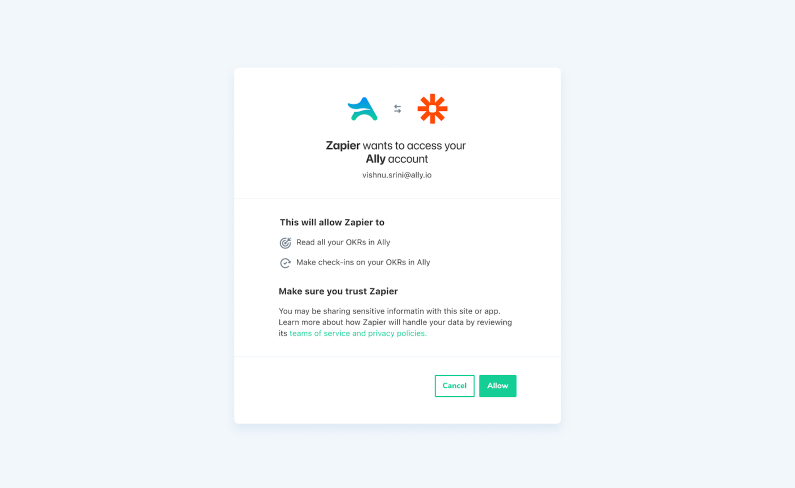 Zapier wants to access your
Ally account
vishnu.srini@ally.io
This will allow Zapier to
Read all your OKRs in Ally
Make check-ins on your OKRs in Ally
Make sure you trust Zapier
You may be sharing sensitive informatin with this site or app.
Learn more about how Zapier will handle your data by reviewing
its teams of service and privacy policies.
Cancel
Allow